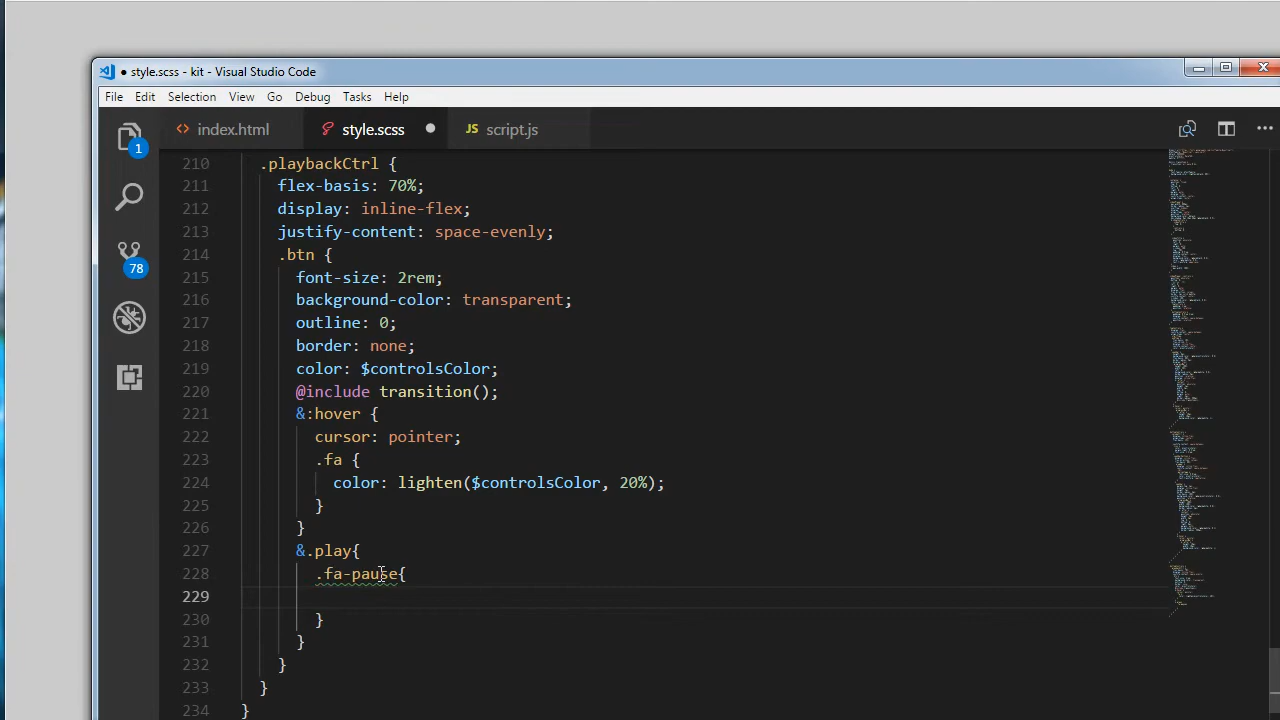 ● style.scss - kit - Visual Studio Code
File Edit Selection View Go Debug Tasks Help
1
<> index.html
style.scss ●
JS script.js
78
210 .playbackCtrl {
211 flex-basis: 70%;
212 display: inline-flex;
213 justify-content: space-evenly;
214 .btn {
215 font-size: 2rem;
216 background-color: transparent;
217 outline: 0;
218 border: none;
219 color: $controlsColor;
220 @include transition();
221 &:hover {
222 cursor: pointer;
223 .fa {
224 color: lighten($controlsColor, 20%);
225 }
226 }
227 &.play{
228 .fa-pause{
229
230 }
231 }
232 }
233 }
234 }